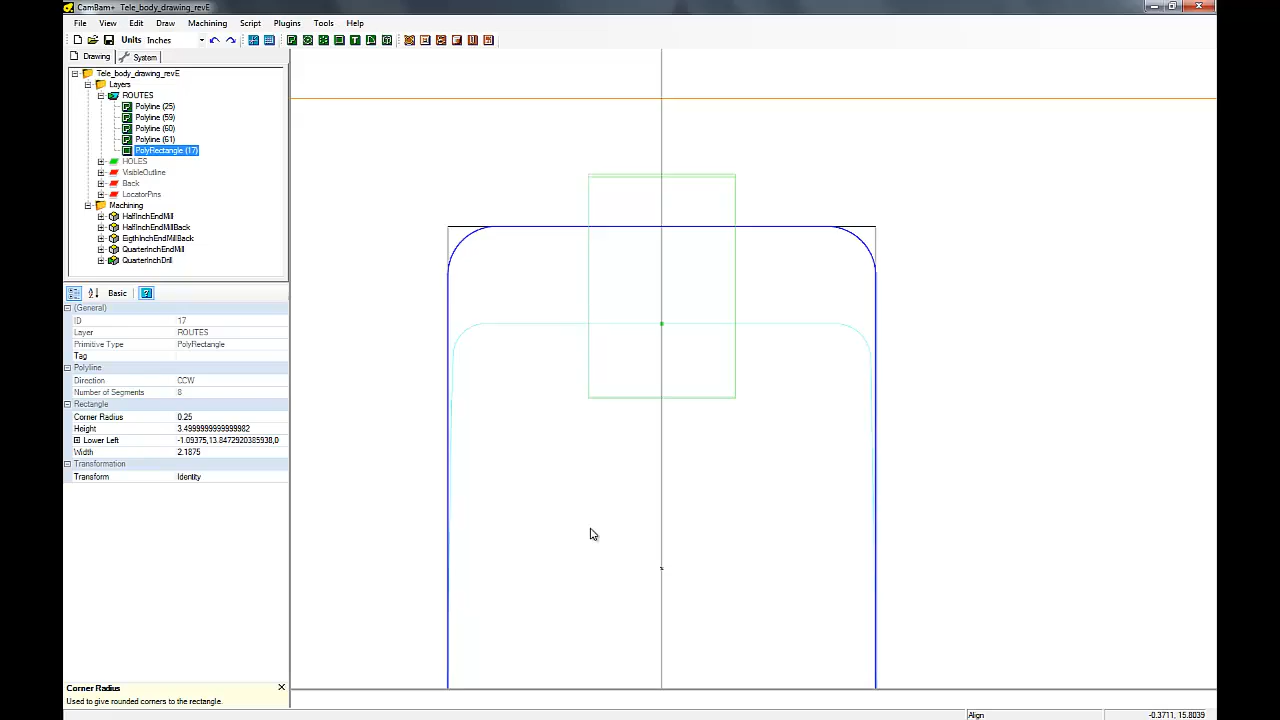 CamBam+ Tele_body_drawing_revE
File View Edit Draw Machining Script Plugins Tools Help
Units Inches
Drawing System
Tele_body_drawing_revE
Layers
ROUTES
Polyline (25)
Polyline (59)
Polyline (60)
Polyline (61)
PolyRectangle (17)
HOLES
VisibleOutline
Back
LocatorPins
Machining
HalfInchEndMill
HalfInchEndMillBack
EigthInchEndMillBack
QuarterInchEndMill
QuarterInchDrill
Basic
(General)
ID 17
Layer ROUTES
Primitive Type PolyRectangle
Tag
Polyline
Direction CCW
Number of Segments 8
Rectangle
Corner Radius 0.25
Height 3.4999999999999982
Lower Left -1.09375,13.8472920385938,0
Width 2.1875
Transformation
Transform Identity
Corner Radius
Used to give rounded corners to the rectangle.
Align -0.3711, 15.8039